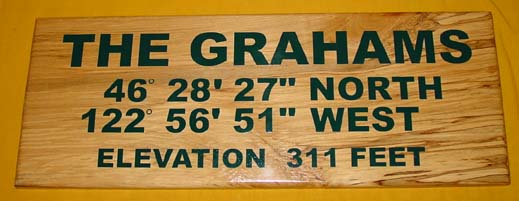 THE GRAHAMS
46° 28' 27" NORTH
122° 56' 51" WEST
ELEVATION 311 FEET